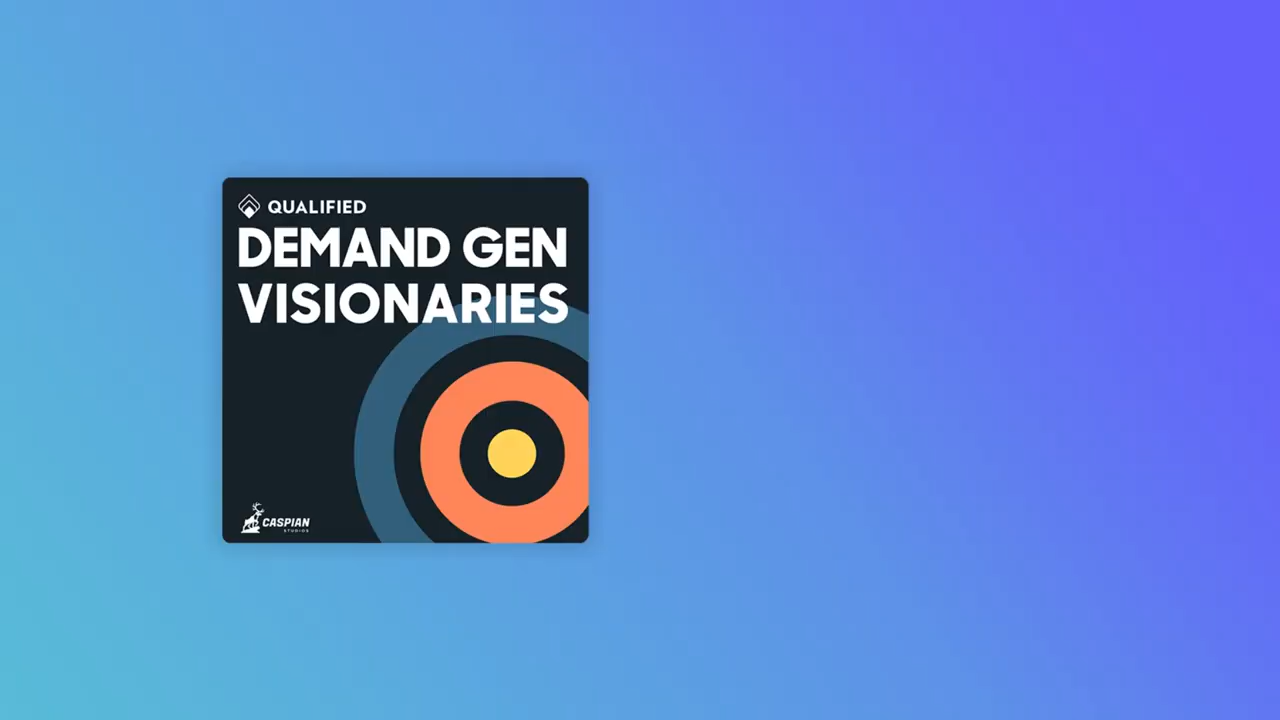 QUALIFIED
DEMAND GEN
VISIONARIES
CASPIAN
STUDIOS